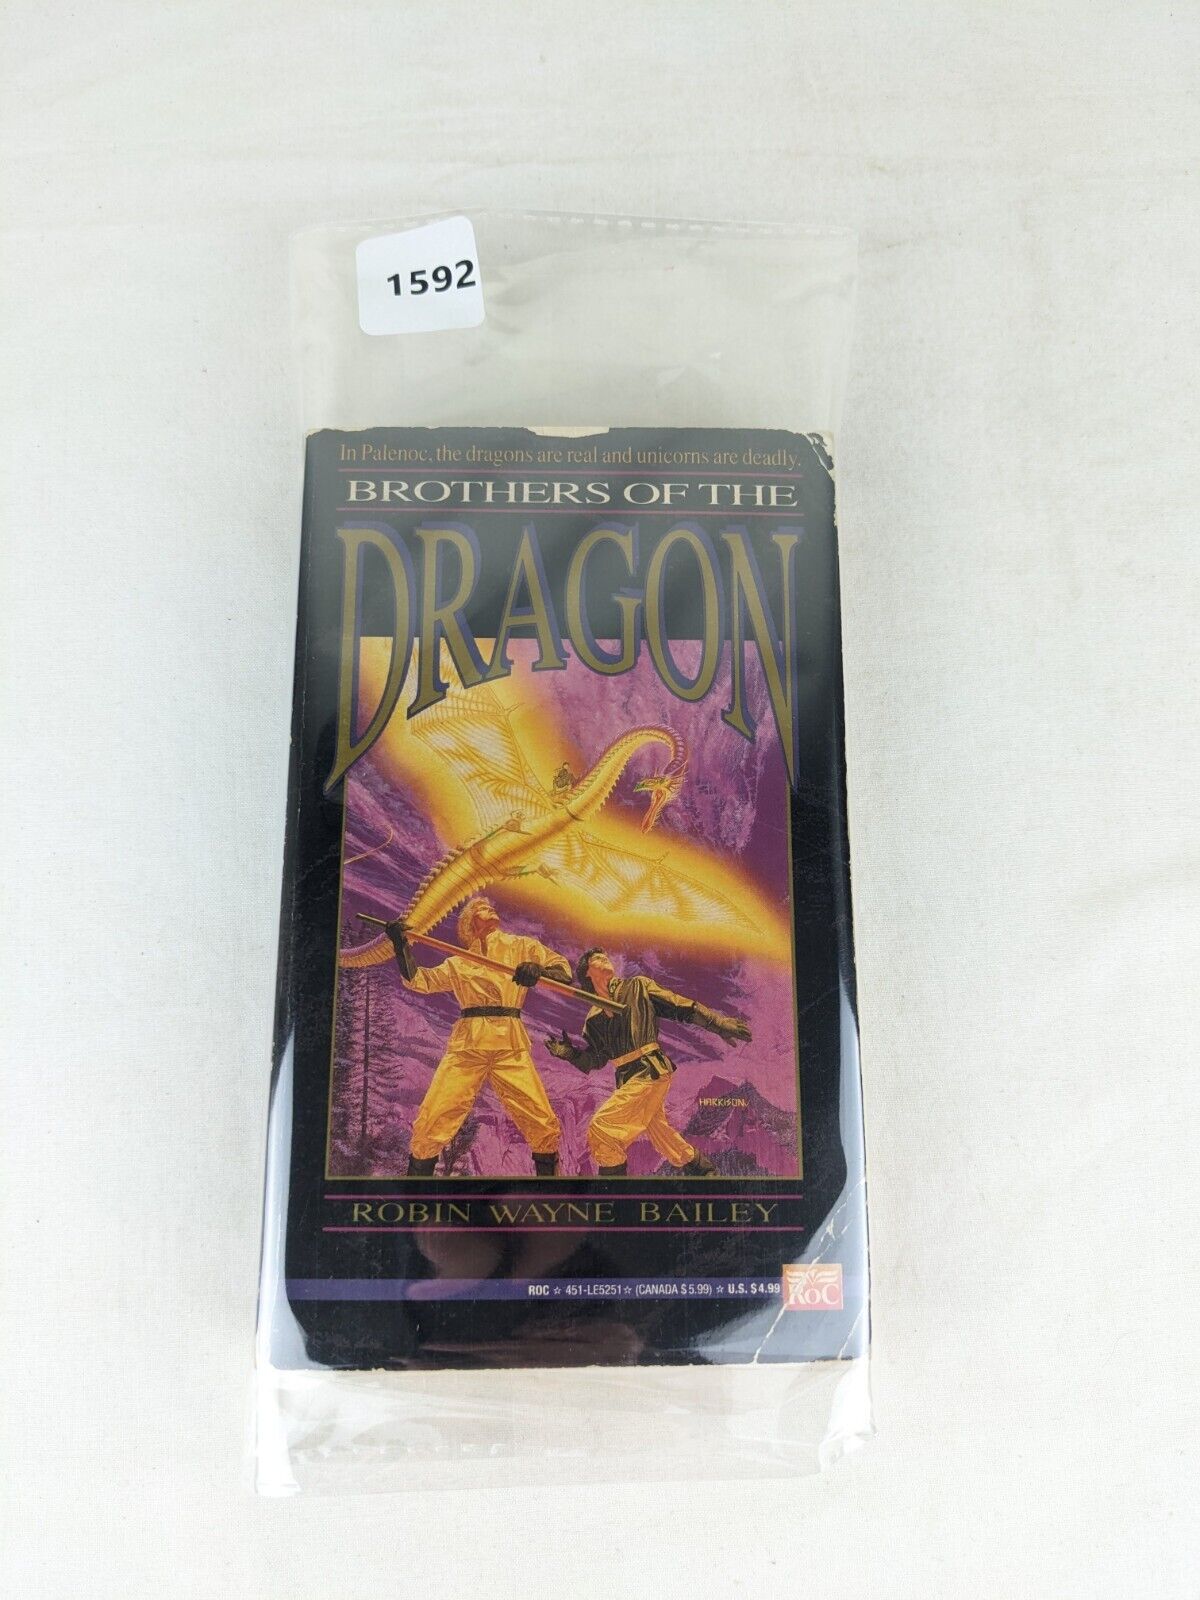 1592
In Palenoc, the dragons are real and unicorns are deadly.
BROTHERS OF THE
DRAGON
HARRISON
ROBIN WAYNE BAILEY
ROC ☆ 451-LE5251 ☆ (CANADA $5.99) ☆ U.S. $4.99
ROC